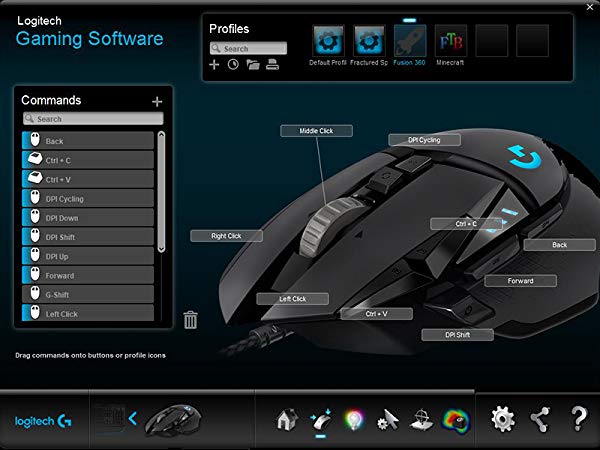 Logitech
Gaming Software
Profiles
Search
Default Profil
Fractured Sp
Fusion 360
FTB
Minecraft
Commands
Search
Back
Ctrl + C
Ctrl + V
DPI Cycling
DPI Down
DPI Shift
DPI Up
Forward
G-Shift
Left Click
Middle Click
DPI Cycling
Right Click
Ctrl + C
Back
Forward
Left Click
Ctrl + V
DPI Shift
Drag commands onto buttons or profile icons
logitech G